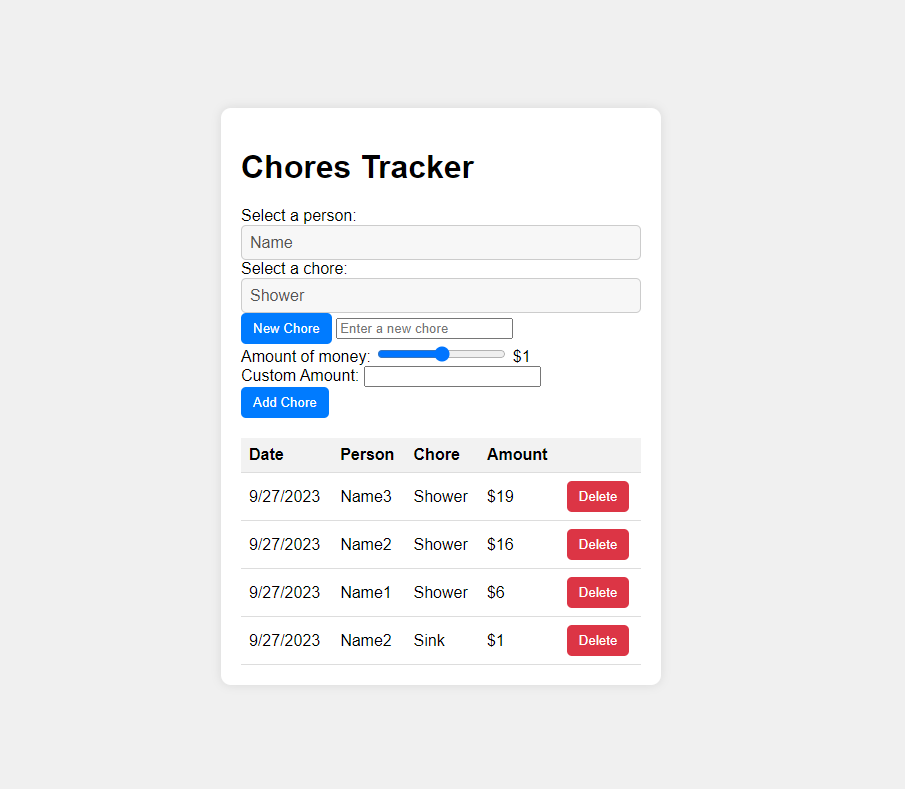 Chores Tracker
Select a person:
Name
Select a chore:
Shower
New Chore Enter a new chore
Amount of money: $1
Custom Amount:
Add Chore
Date Person Chore Amount
9/27/2023 Name3 Shower $19 Delete
9/27/2023 Name2 Shower $16 Delete
9/27/2023 Name1 Shower $6 Delete
9/27/2023 Name2 Sink $1 Delete